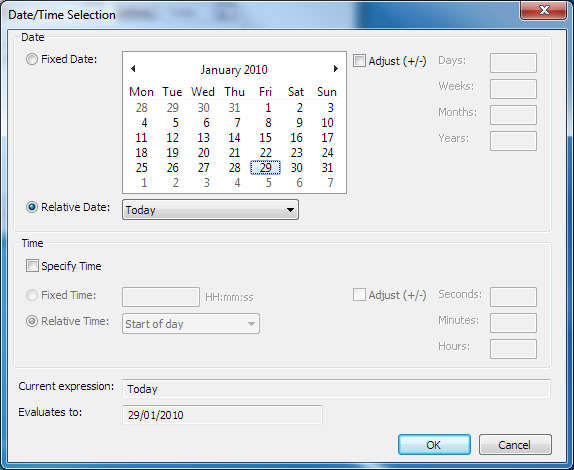 Date/Time Selection
Date
Fixed Date:
January 2010
Mon Tue Wed Thu Fri Sat Sun
28 29 30 31 1 2 3
4 5 6 7 8 9 10
11 12 13 14 15 16 17
18 19 20 21 22 23 24
25 26 27 28 29 30 31
1 2 3 4 5 6 7
Adjust (+/-)
Days:
Weeks:
Months:
Years:
Relative Date: Today
Time
Specify Time
Fixed Time: HH:mm:ss
Relative Time: Start of day
Adjust (+/-)
Seconds:
Minutes:
Hours:
Current expression: Today
Evaluates to: 29/01/2010
OK Cancel